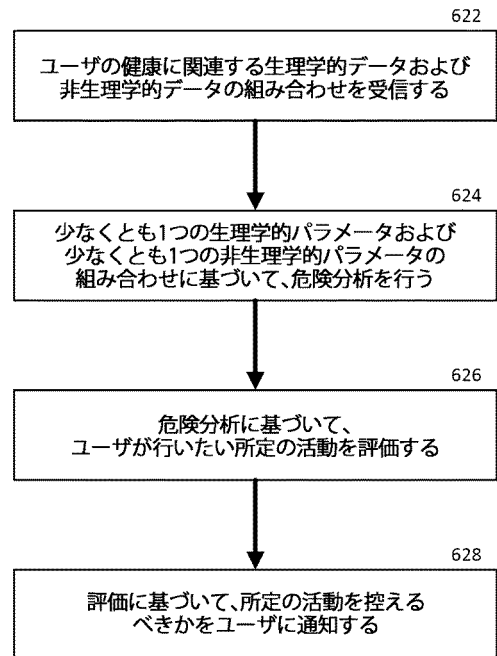 622
ユーザの健康に関連する生理学的データおよび
非生理学的データの組み合わせを受信する
624
少なくとも1つの生理学的パラメータおよび
少なくとも1つの非生理学的パラメータの
組み合わせに基づいて、危険分析を行う
626
危険分析に基づいて、
ユーザが行いたい所定の活動を評価する
628
評価に基づいて、所定の活動を控える
べきかをユーザに通知する